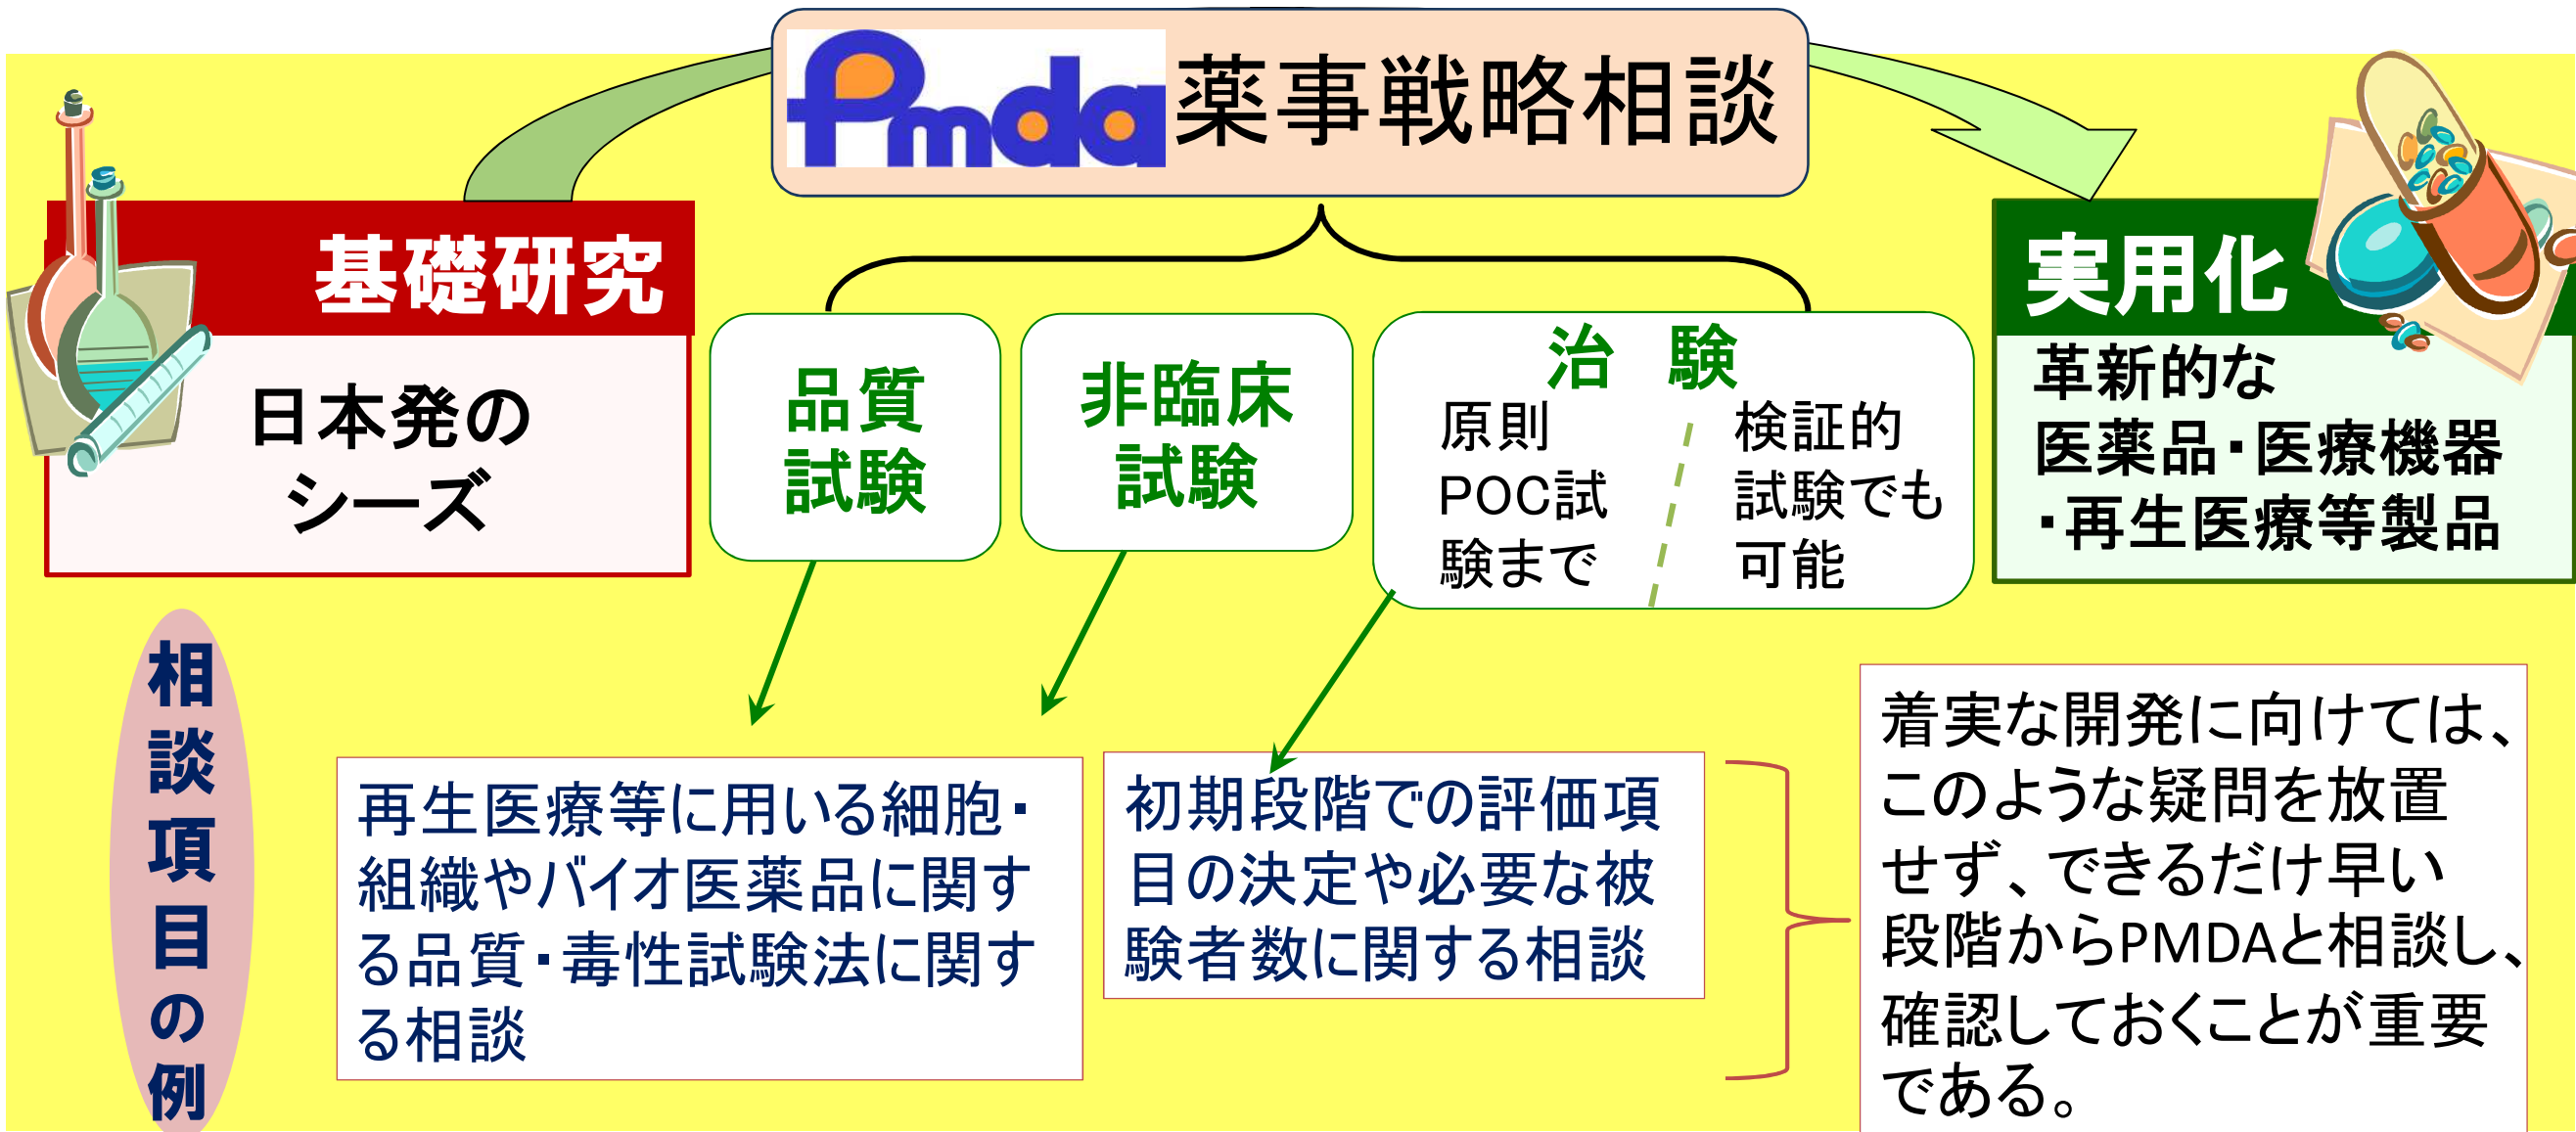 Pmda 薬事戦略相談
基礎研究
日本発の
シーズ
品質
試験
非臨床
試験
治 験
原則
POC試
験まで
検証的
試験でも
可能
実用化
革新的な
医薬品・医療機器
・再生医療等製品
相談項目の例
再生医療等に用いる細胞・
組織やバイオ医薬品に関す
る品質・毒性試験法に関す
る相談
初期段階での評価項
目の決定や必要な被
験者数に関する相談
着実な開発に向けては、
このような疑問を放置
せず、できるだけ早い
段階からPMDAと相談し、
確認しておくことが重要
である。